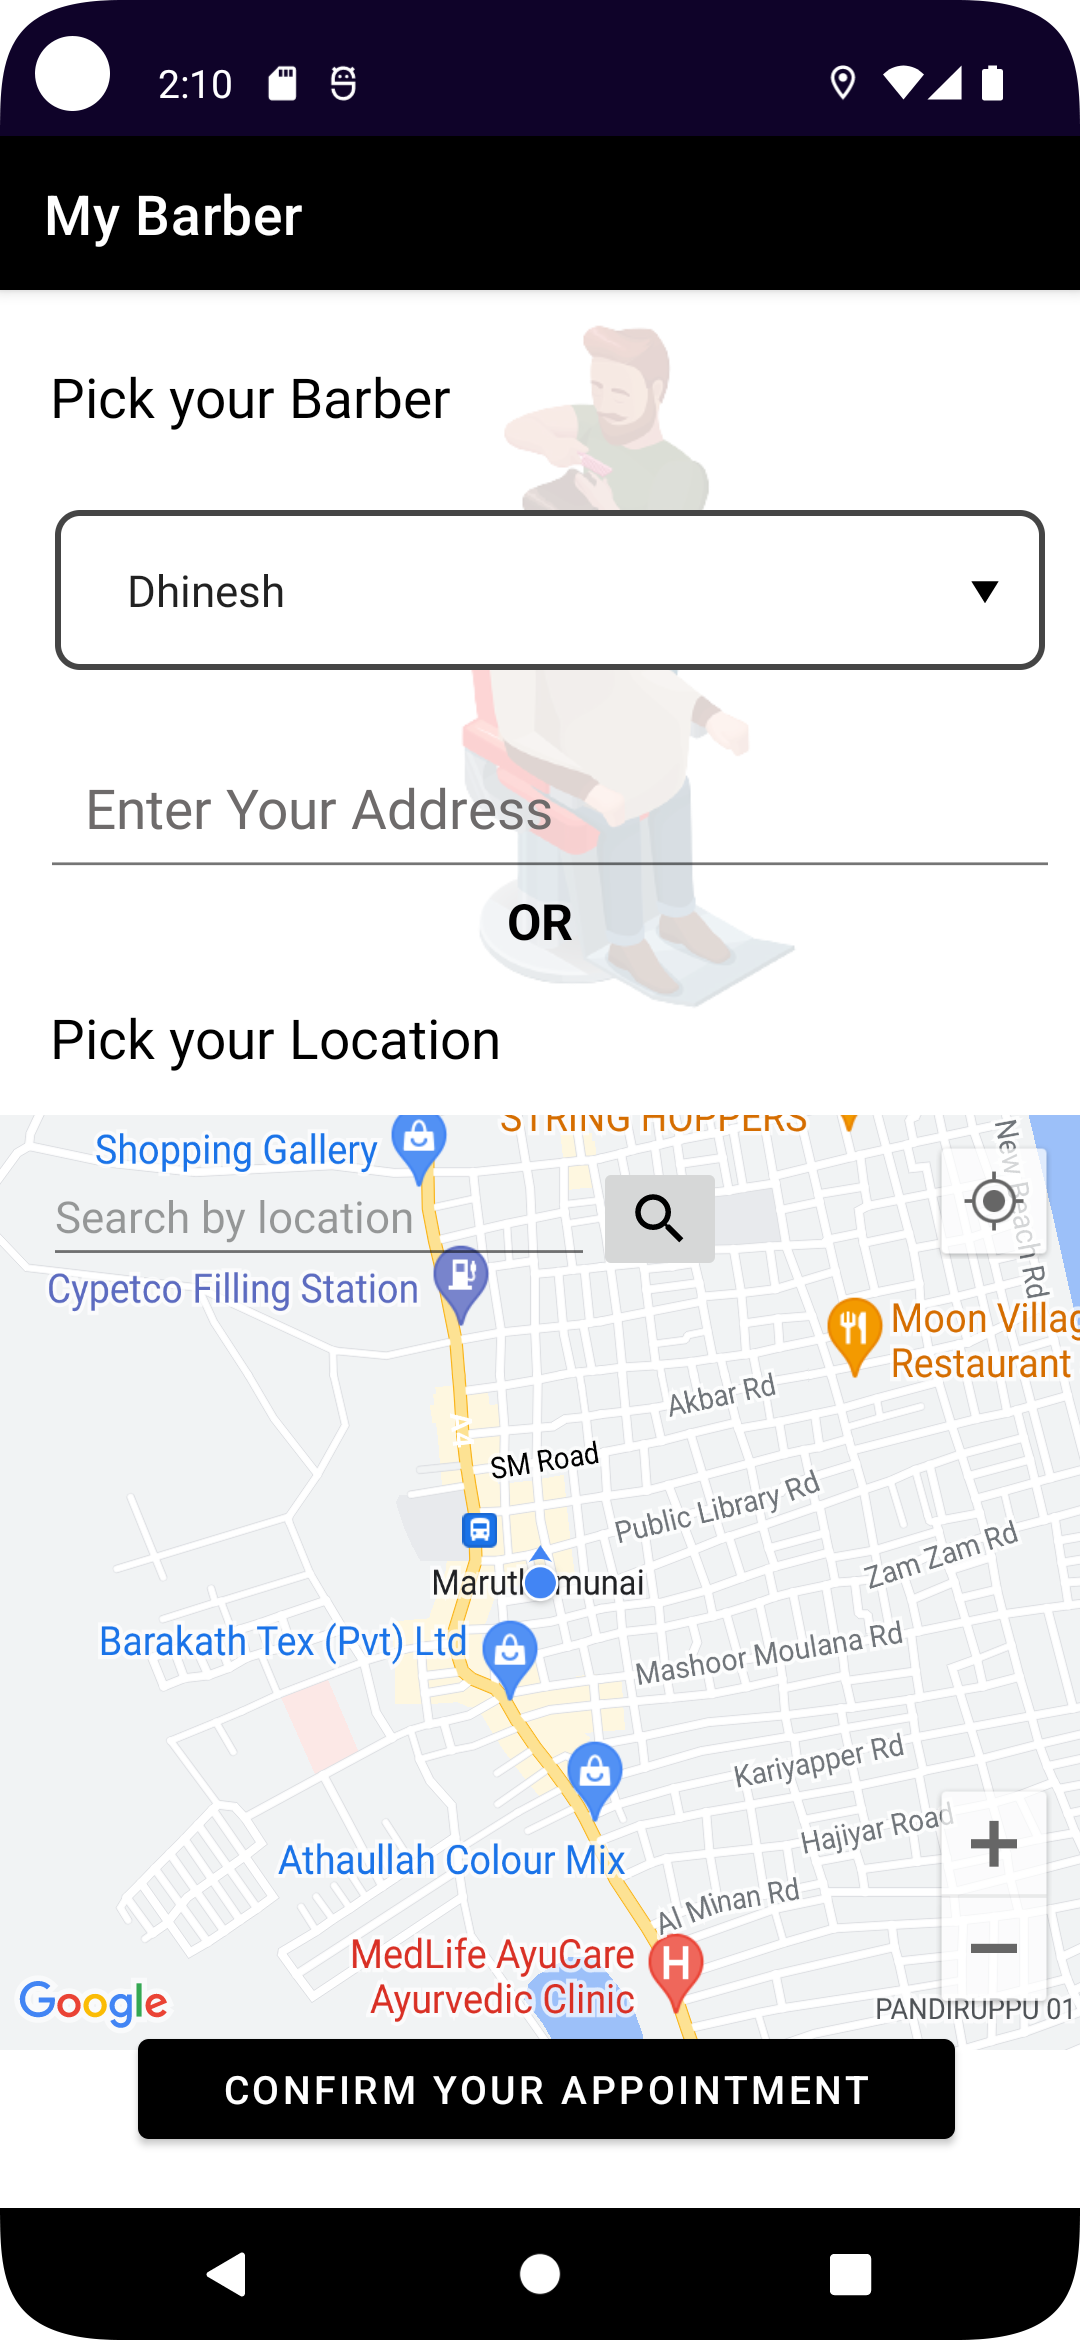 2:10
My Barber
Pick your Barber
Dhinesh
Enter Your Address
OR
Pick your Location
STRING HOPPERS
Shopping Gallery
New Beach Rd
Search by location
Cypetco Filling Station
Moon Villag
Restaurant
Akbar Rd
A4
SM Road
Public Library Rd
Zam Zam Rd
Barakath Tex (Pvt) Ltd
Mashoor Moulana Rd
Kariyapper Rd
Hajiyar Road
Athaullah Colour Mix
Al Minan Rd
MedLife AyuCare
Ayurvedic Clinic
Google
PANDIRUPPU 01
CONFIRM YOUR APPOINTMENT